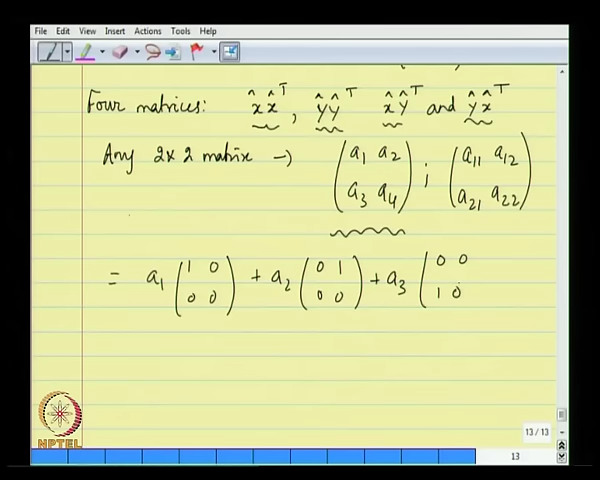 File Edit View Insert Actions Tools Help
Four matrices: x̂x̂ᵀ, ŷŷᵀ x̂ŷᵀ and ŷx̂ᵀ
Any 2x2 matrix → (a₁ a₂; a₃ a₄) ; (a₁₁ a₁₂; a₂₁ a₂₂)
= a₁ (1 0; 0 0) + a₂ (0 1; 0 0) + a₃ (0 0; 1 0
NPTEL
13/13
13